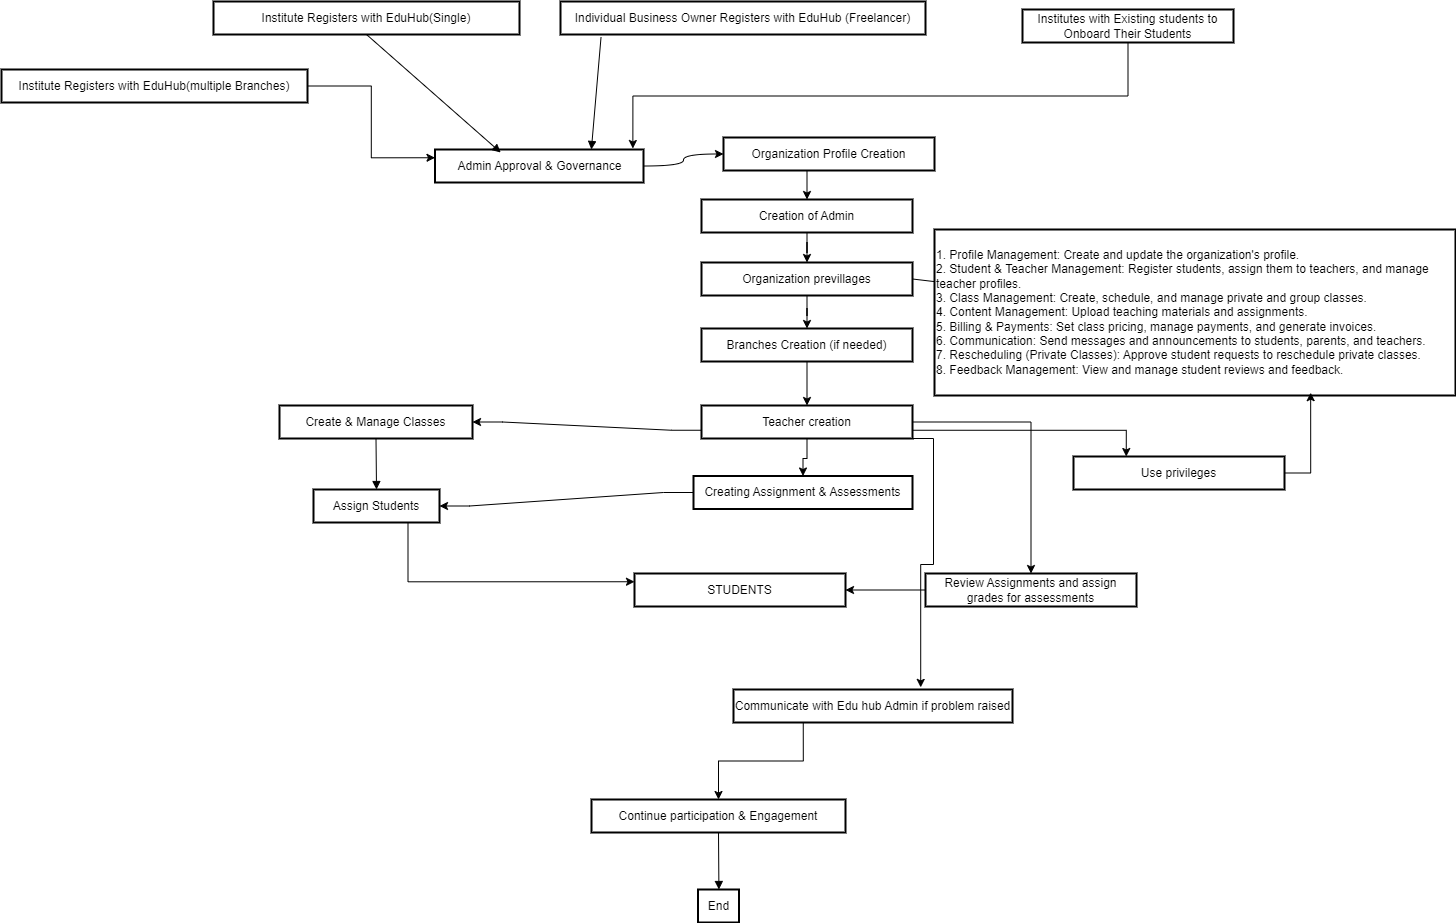 Institute Registers with EduHub(Single)
Individual Business Owner Registers with EduHub (Freelancer)
Institutes with Existing students to
Onboard Their Students
Institute Registers with EduHub(multiple Branches)
Admin Approval & Governance
Organization Profile Creation
Creation of Admin
Organization previllages
1. Profile Management: Create and update the organization's profile.
2. Student & Teacher Management: Register students, assign them to teachers, and manage
teacher profiles.
3. Class Management: Create, schedule, and manage private and group classes.
4. Content Management: Upload teaching materials and assignments.
5. Billing & Payments: Set class pricing, manage payments, and generate invoices.
6. Communication: Send messages and announcements to students, parents, and teachers.
7. Rescheduling (Private Classes): Approve student requests to reschedule private classes.
8. Feedback Management: View and manage student reviews and feedback.
Branches Creation (if needed)
Create & Manage Classes
Teacher creation
Use privileges
Creating Assignment & Assessments
Assign Students
STUDENTS
Review Assignments and assign
grades for assessments
Communicate with Edu hub Admin if problem raised
Continue participation & Engagement
End